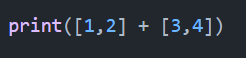 print([1,2] + [3,4])